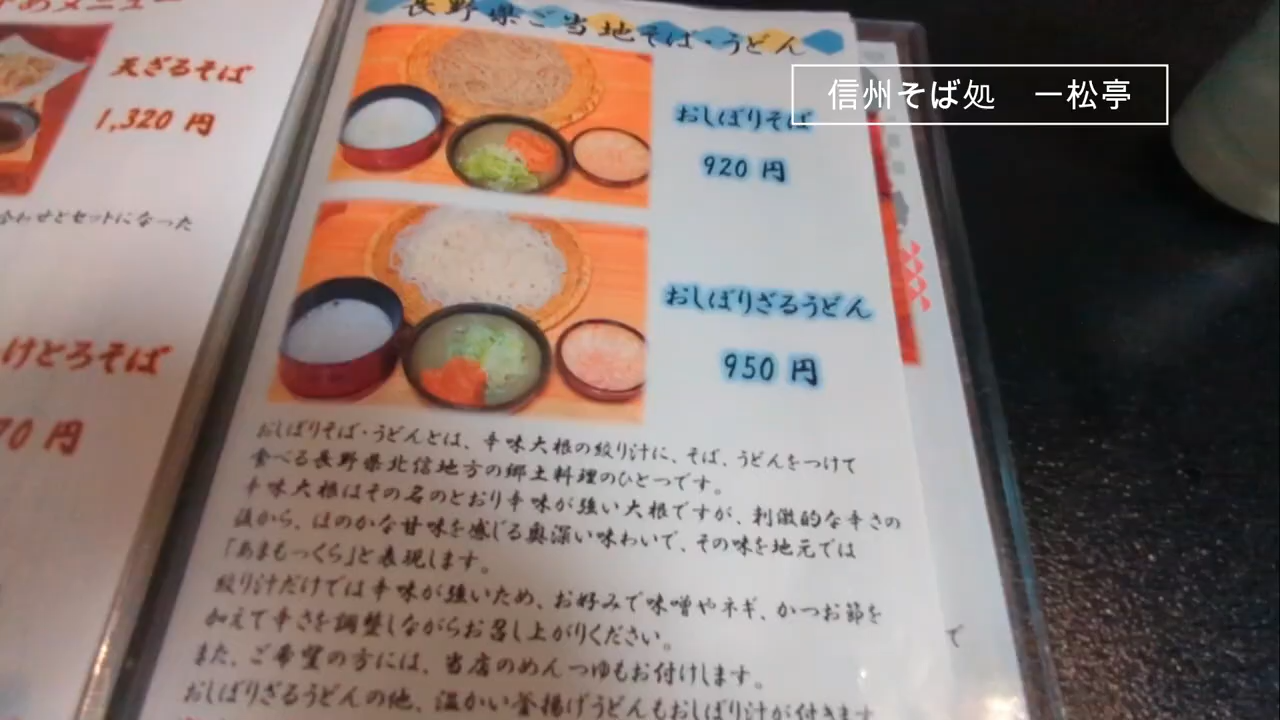 天ざるそば
1,320 円
合わせとセットになった
けとろそば
70 円
長野県ご当地そば・うどん
信州そば処 一松亭
おしぼりそば
920 円
おしぼりざるうどん
950 円
おしぼりそば・うどんとは、辛味大根の絞り汁に、そば、うどんをつけて
食べる長野県北信地方の郷土料理のひとつです。
辛味大根はその名のとおり辛味が強い大根ですが、刺激的な辛さの
後から、ほのかな甘味を感じる奥深い味わいで、その味を地元では
「あまもっくら」と表現します。
絞り汁だけでは辛味が強いため、お好みで味噌やネギ、かつお節を
加えて辛さを調整しながらお召し上がりください。
また、ご希望の方には、当店のめんつゆもお付けします。
おしぼりざるうどんの他、温かい釜揚げうどんもおしぼり汁が付きます
で